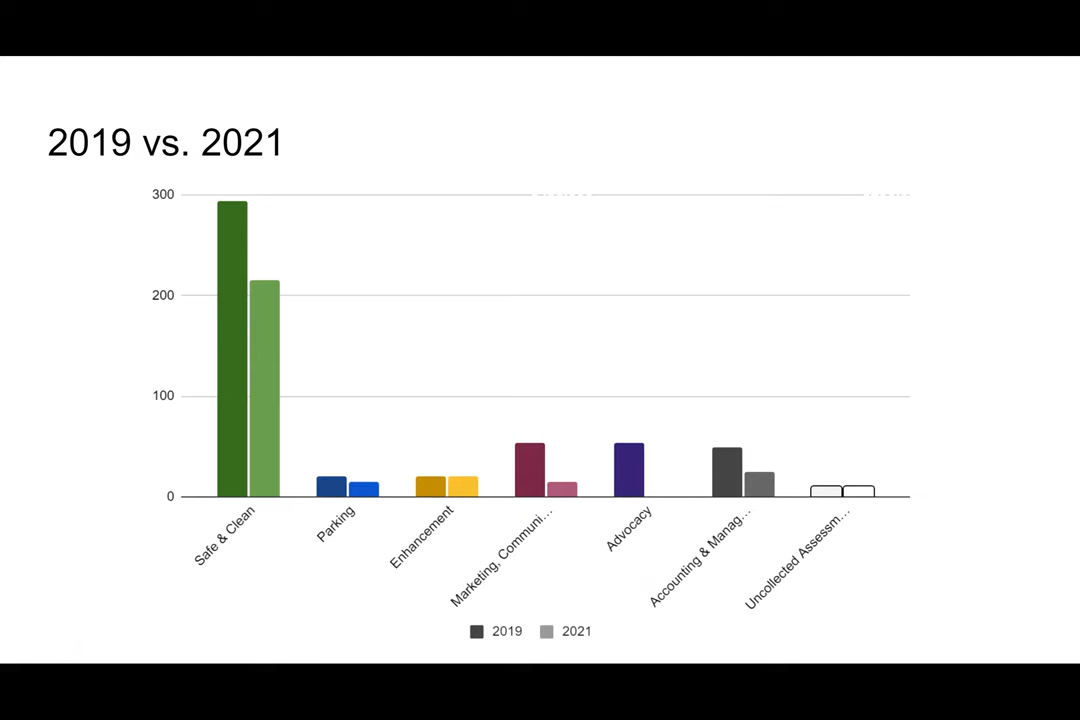 2019 vs. 2021
300
200
100
0
Safe & Clean
Parking
Enhancement
Marketing, Communi...
Advocacy
Accounting & Manag...
Uncollected Assessm...
2019 2021